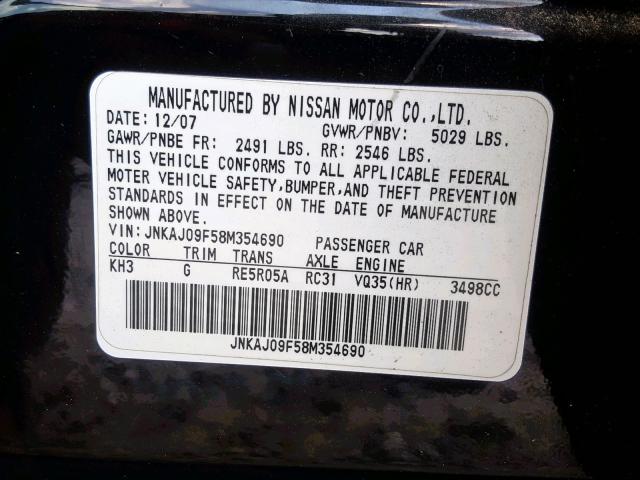 MANUFACTURED BY NISSAN MOTOR CO.,LTD.
DATE: 12/07 GVWR/PNBV: 5029 LBS.
GAWR/PNBE FR: 2491 LBS. RR: 2546 LBS.
THIS VEHICLE CONFORMS TO ALL APPLICABLE FEDERAL
MOTER VEHICLE SAFETY,BUMPER,AND THEFT PREVENTION
STANDARDS IN EFFECT ON THE DATE OF MANUFACTURE
SHOWN ABOVE.
VIN:JNKAJ09F58M354690 PASSENGER CAR
COLOR TRIM TRANS AXLE ENGINE
KH3 G RE5R05A RC31 VQ35(HR) 3498CC
JNKAJ09F58M354690